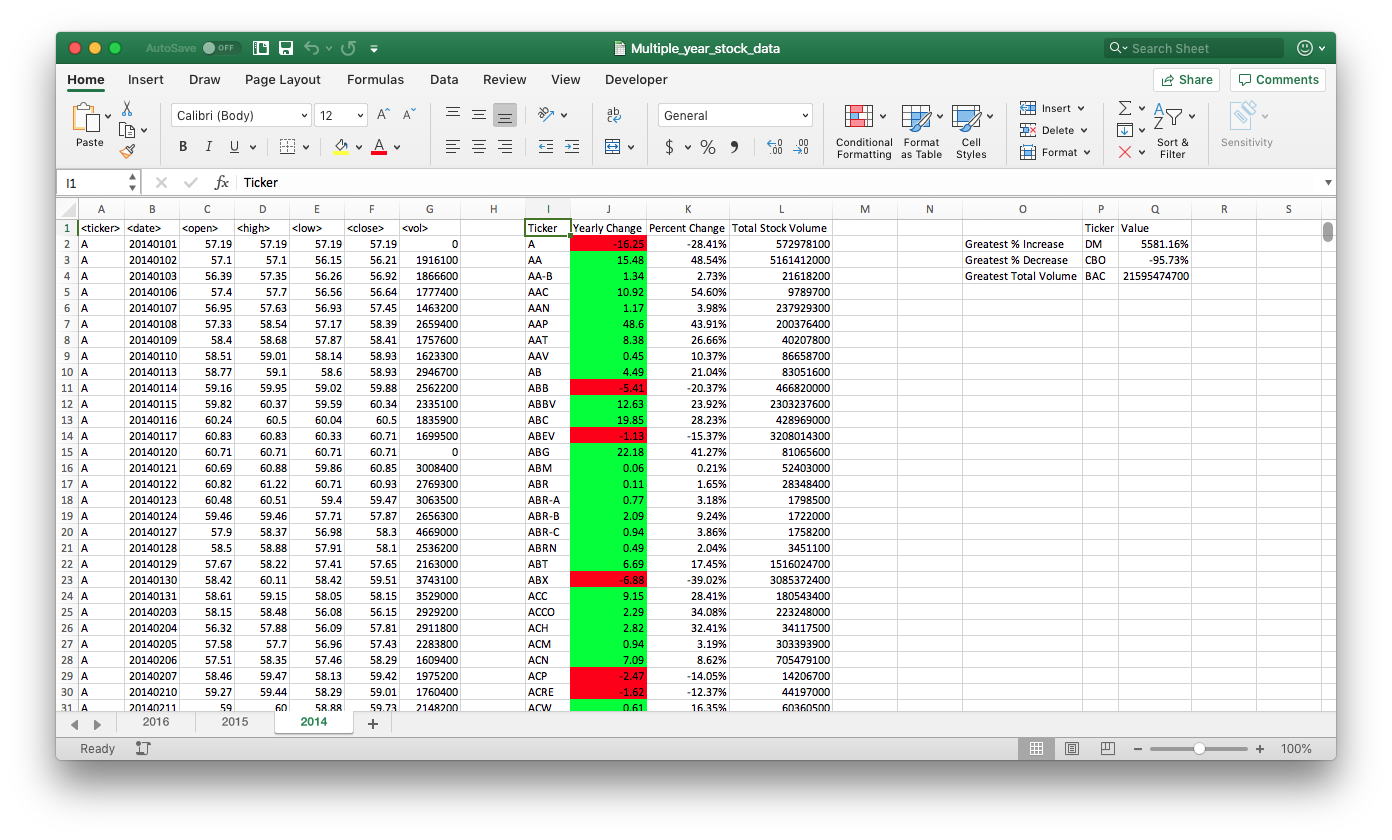 AutoSave OFF Multiple_year_stock_data Search Sheet
Home Insert Draw Page Layout Formulas Data Review View Developer Share Comments
Calibri (Body) 12 A A ab General Insert
Paste Delete Conditional Formatting Format as Table Cell Styles Sort & Filter Sensitivity
B I U A $ % Format
I1 fx Ticker
A B C D E F G H I J K L M N O P Q R S
1 <ticker> <date> <open> <high> <low> <close> <vol> Ticker Yearly Change Percent Change Total Stock Volume Ticker Value
2 A 20140101 57.19 57.19 57.19 57.19 0 A -16.25 -28.41% 572978100 Greatest % Increase DM 5581.16%
3 A 20140102 57.1 57.1 56.15 56.21 1916100 AA 15.48 48.54% 5161412000 Greatest % Decrease CBO -95.73%
4 A 20140103 56.39 57.35 56.26 56.92 1866600 AA-B 1.34 2.73% 21618200 Greatest Total Volume BAC 21595474700
5 A 20140106 57.4 57.7 56.56 56.64 1777400 AAC 10.92 54.60% 9789700
6 A 20140107 56.95 57.63 56.93 57.45 1463200 AAN 1.17 3.98% 237929300
7 A 20140108 57.33 58.54 57.17 58.39 2659400 AAP 48.6 43.91% 200376400
8 A 20140109 58.4 58.68 57.87 58.41 1757600 AAT 8.38 26.66% 40207800
9 A 20140110 58.51 59.01 58.14 58.93 1623300 AAV 0.45 10.37% 86658700
10 A 20140113 58.77 59.1 58.6 58.93 2946700 AB 4.49 21.04% 83051600
11 A 20140114 59.16 59.95 59.02 59.88 2562200 ABB -5.41 -20.37% 466820000
12 A 20140115 59.82 60.37 59.59 60.34 2335100 ABBV 12.63 23.92% 2303237600
13 A 20140116 60.24 60.5 60.04 60.5 1835900 ABC 19.85 28.23% 428969000
14 A 20140117 60.83 60.83 60.33 60.71 1699500 ABEV -1.13 -15.37% 3208014300
15 A 20140120 60.71 60.71 60.71 60.71 0 ABG 22.18 41.27% 81065600
16 A 20140121 60.69 60.88 59.86 60.85 3008400 ABM 0.06 0.21% 52403000
17 A 20140122 60.82 61.22 60.71 60.93 2769300 ABR 0.11 1.65% 28348400
18 A 20140123 60.48 60.51 59.4 59.47 3063500 ABR-A 0.77 3.18% 1798500
19 A 20140124 59.46 59.46 57.71 57.87 2656300 ABR-B 2.09 9.24% 1722000
20 A 20140127 57.9 58.37 56.98 58.3 4669000 ABR-C 0.94 3.86% 1758200
21 A 20140128 58.5 58.88 57.91 58.1 2536200 ABRN 0.49 2.04% 3451100
22 A 20140129 57.67 58.22 57.41 57.65 2163000 ABT 6.69 17.45% 1516024700
23 A 20140130 58.42 60.11 58.42 59.51 3743100 ABX -6.88 -39.02% 3085372400
24 A 20140131 58.61 59.15 58.05 58.15 3529000 ACC 9.15 28.41% 180543400
25 A 20140203 58.15 58.48 56.08 56.15 2929200 ACCO 2.29 34.08% 223248000
26 A 20140204 56.32 57.88 56.09 57.81 2911800 ACH 2.82 32.41% 34117500
27 A 20140205 57.58 57.7 56.96 57.43 2283800 ACM 0.94 3.19% 303393900
28 A 20140206 57.51 58.35 57.46 58.29 1609400 ACN 7.09 8.62% 705479100
29 A 20140207 58.46 59.47 58.13 59.42 1975200 ACP -2.47 -14.05% 14206700
30 A 20140210 59.27 59.44 58.29 59.01 1760400 ACRE -1.62 -12.37% 44197000
31 A 20140211 59 60 58.88 59.73 2148200 ACW 0.61 16.35% 60360500
2016 2015 2014
Ready 100%